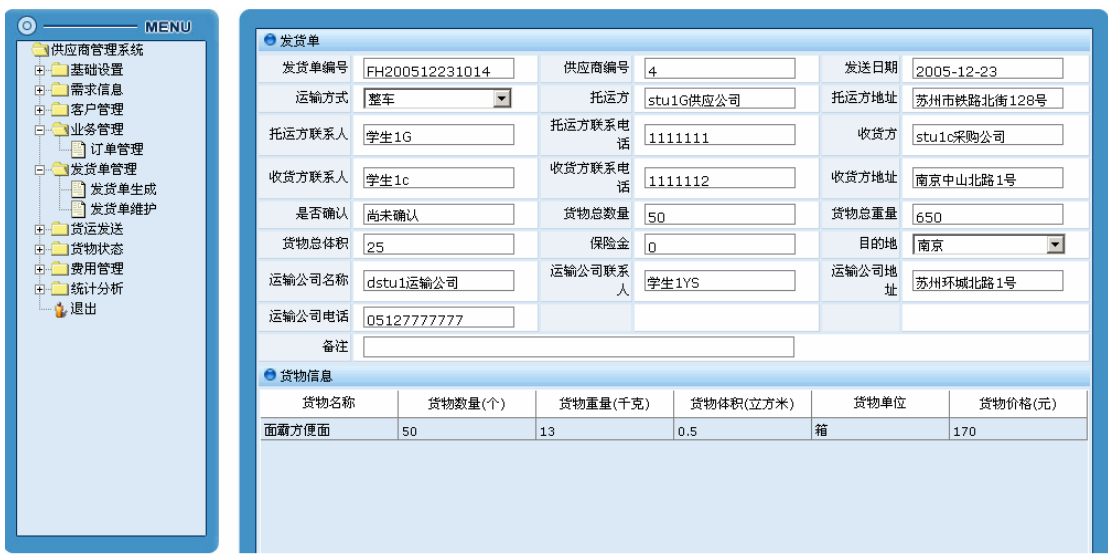 MENU
供应商管理系统
基础设置
需求信息
客户管理
业务管理
订单管理
发货单管理
发货单生成
发货单维护
货运发送
货物状态
费用管理
统计分析
退出
发货单
发货单编号 FH200512231014 供应商编号 4 发送日期 2005-12-23
运输方式 整车 托运方 stu1G供应公司 托运方地址 苏州市铁路北街128号
托运方联系人 学生1G 托运方联系电话 1111111 收货方 stu1c采购公司
收货方联系人 学生1c 收货方联系电话 1111112 收货方地址 南京中山北路1号
是否确认 尚未确认 货物总数量 50 货物总重量 650
货物总体积 25 保险金 0 目的地 南京
运输公司名称 dstu1运输公司 运输公司联系人 学生1YS 运输公司地址 苏州环城北路1号
运输公司电话 05127777777
备注
货物信息
货物名称 货物数量(个) 货物重量(千克) 货物体积(立方米) 货物单位 货物价格(元)
面霸方便面 50 13 0.5 箱 170